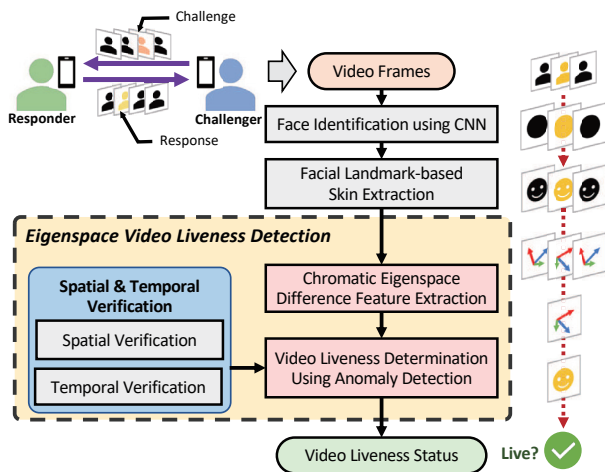 Challenge
Responder
Challenger
Response
Video Frames
Face Identification using CNN
Facial Landmark-based
Skin Extraction
Eigenspace Video Liveness Detection
Spatial & Temporal
Verification
Spatial Verification
Temporal Verification
Chromatic Eigenspace
Difference Feature Extraction
Video Liveness Determination
Using Anomaly Detection
Video Liveness Status
Live?